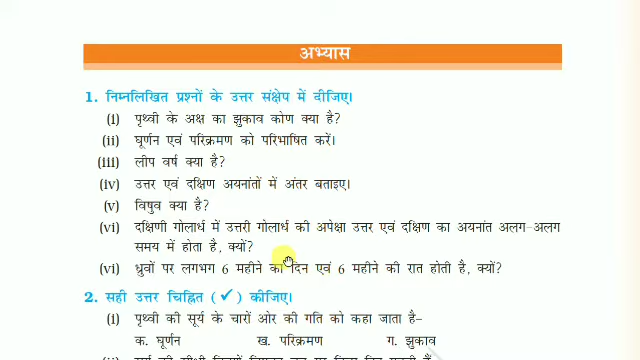 अभ्यास
1. निम्नलिखित प्रश्नों के उत्तर संक्षेप में दीजिए।
(i) पृथ्वी के अक्ष का झुकाव कोण क्या है?
(ii) घूर्णन एवं परिक्रमण को परिभाषित करें।
(iii) लीप वर्ष क्या है?
(iv) उत्तर एवं दक्षिण अयनांतों में अंतर बताइए।
(v) विषुव क्या है?
(vi) दक्षिणी गोलार्ध में उत्तरी गोलार्ध की अपेक्षा उत्तर एवं दक्षिण का अयनांत अलग-अलग
समय में होता है, क्यों?
(vi) ध्रुवों पर लगभग 6 महीने का दिन एवं 6 महीने की रात होती है, क्यों?
2. सही उत्तर चिह्नित (✓) कीजिए।
(i) पृथ्वी की सूर्य के चारों ओर की गति को कहा जाता है–
क. घूर्णन ख. परिक्रमण ग. झुकाव